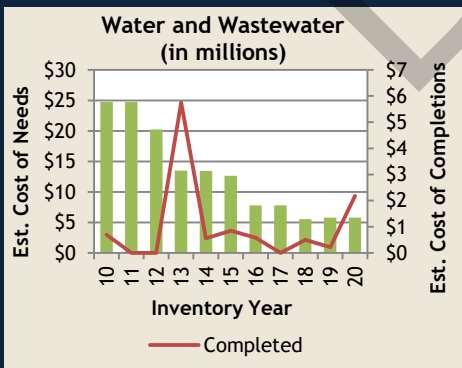 Water and Wastewater
(in millions)
Est. Cost of Needs
$30
$25
$20
$15
$10
$5
$0
$7
$6
$5
$4
$3
$2
$1
$0
Est. Cost of Completions
10 11 12 13 14 15 16 17 18 19 20
Inventory Year
Completed